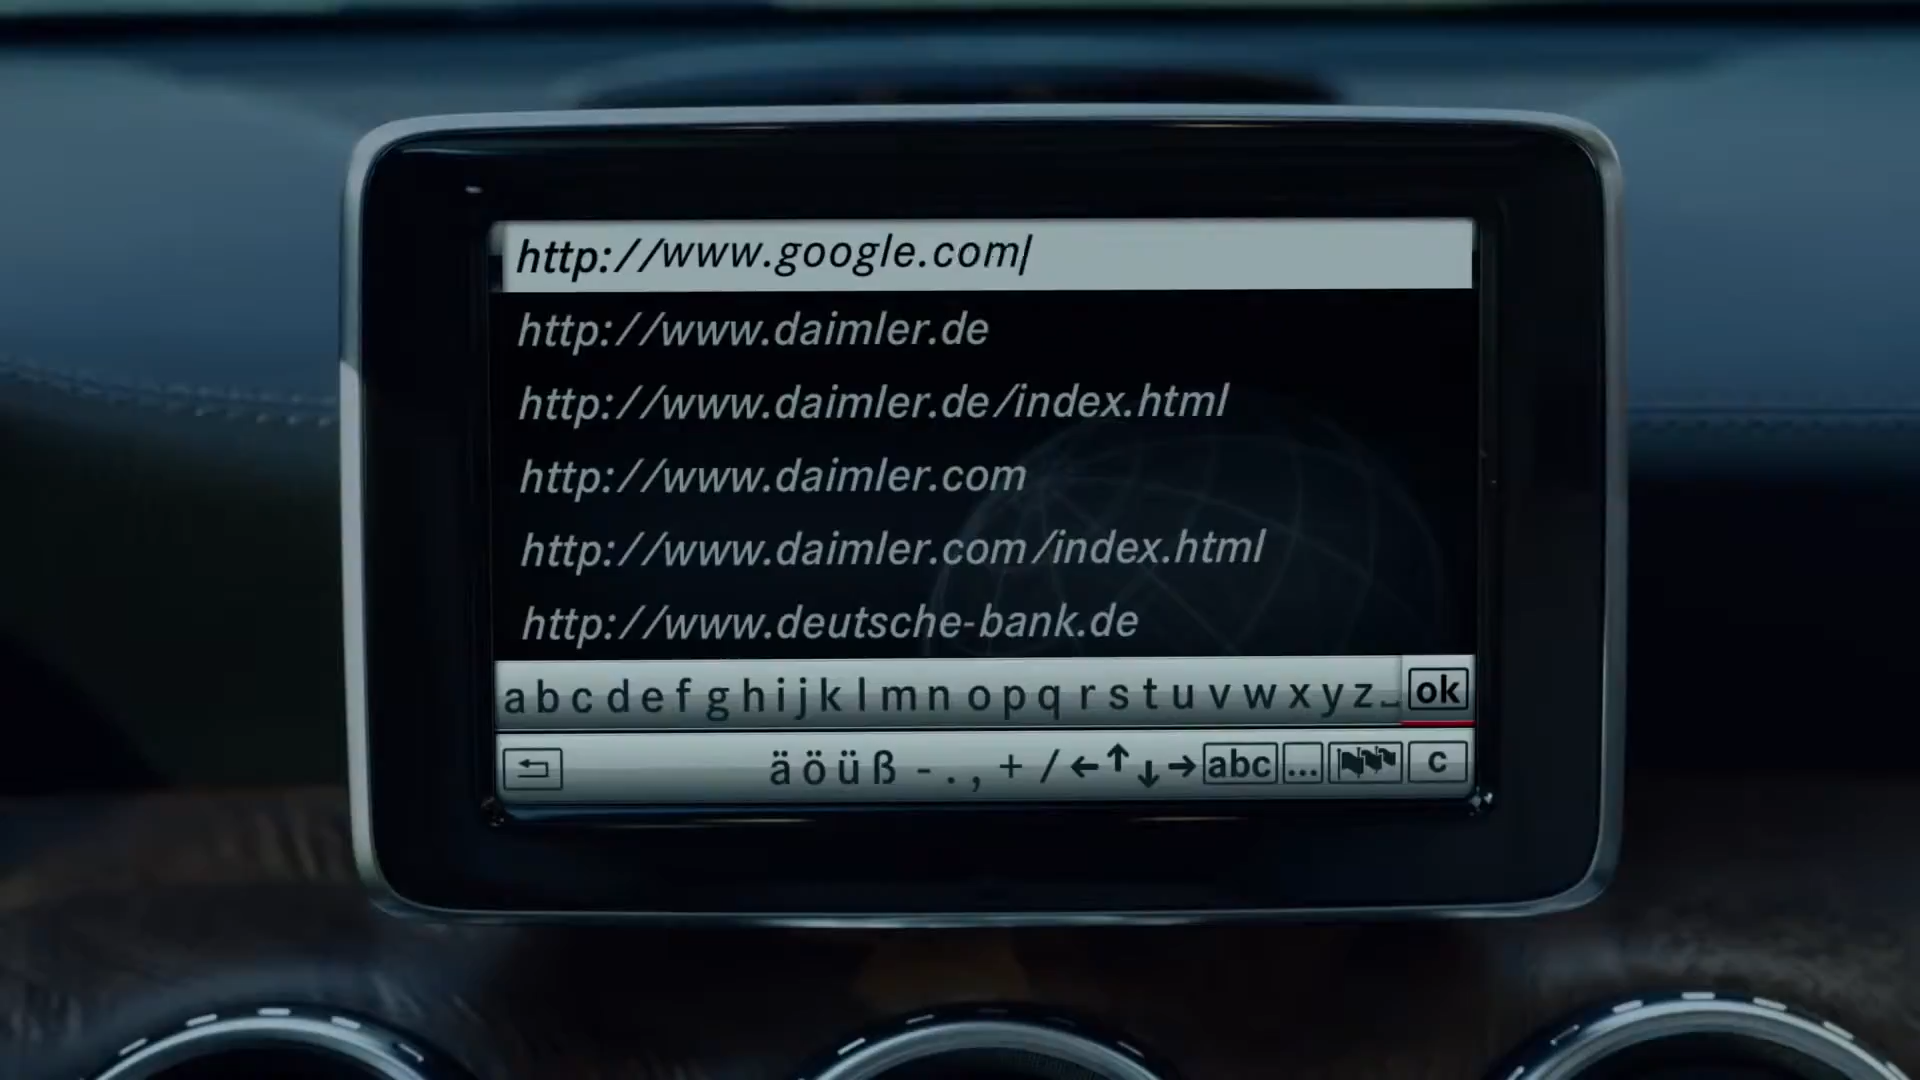 http://www.google.com
http://www.daimler.de
http://www.daimler.de/index.html
http://www.daimler.com
http://www.daimler.com/index.html
http://www.deutsche-bank.de
a b c d e f g h i j k l m n o p q r s t u v w x y z ⎵ ok
ä ö ü ß - . , + / ← ↑ ↓ → abc ... c